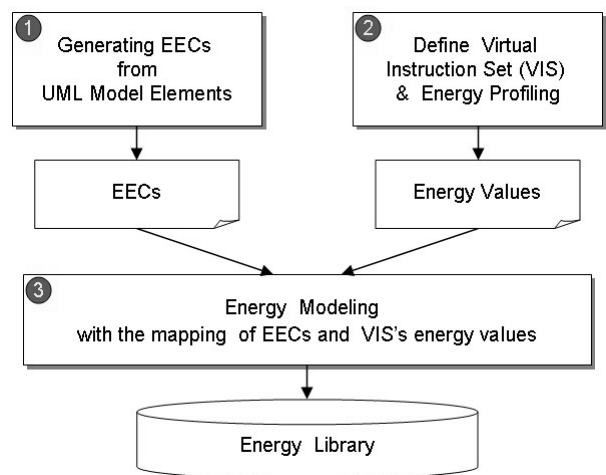 1
Generating EECs
from
UML Model Elements
2
Define Virtual
Instruction Set (VIS)
& Energy Profiling
EECs
Energy Values
3
Energy Modeling
with the mapping of EECs and VIS's energy values
Energy Library